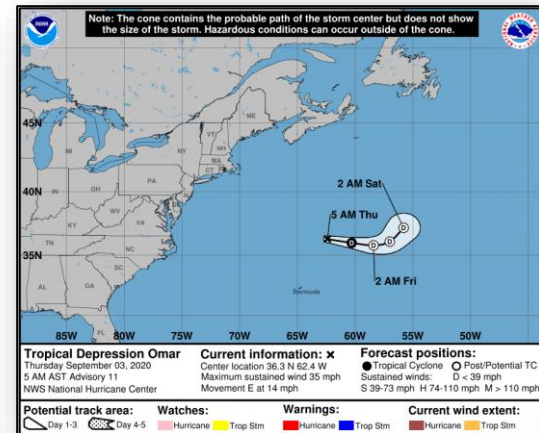 Note: The cone contains the probable path of the storm center but does not show
the size of the storm. Hazardous conditions can occur outside of the cone.
NOAA
45N
40N
35N
ME
VT
NH
MA
CT
NY
MI
PA
IN
OH
WV
VA
KY
TN
NC
SC
AL
GA
FL
2 AM Sat
5 AM Thu
D
D
D
D
2 AM Fri
Bermuda
85W 80W 75W 70W 65W 60W 55W 50W
Tropical Depression Omar
Thursday September 03, 2020
5 AM AST Advisory 11
NWS National Hurricane Center
Current information: x
Center location 36.3 N 62.4 W
Maximum sustained wind 35 mph
Movement E at 14 mph
Forecast positions:
Tropical Cyclone Post/Potential TC
Sustained winds: D < 39 mph
S 39-73 mph H 74-110 mph M > 110 mph
Potential track area:
Day 1-3 Day 4-5
Watches:
Hurricane Trop Stm
Warnings:
Hurricane Trop Stm
Current wind extent:
Hurricane Trop Stm